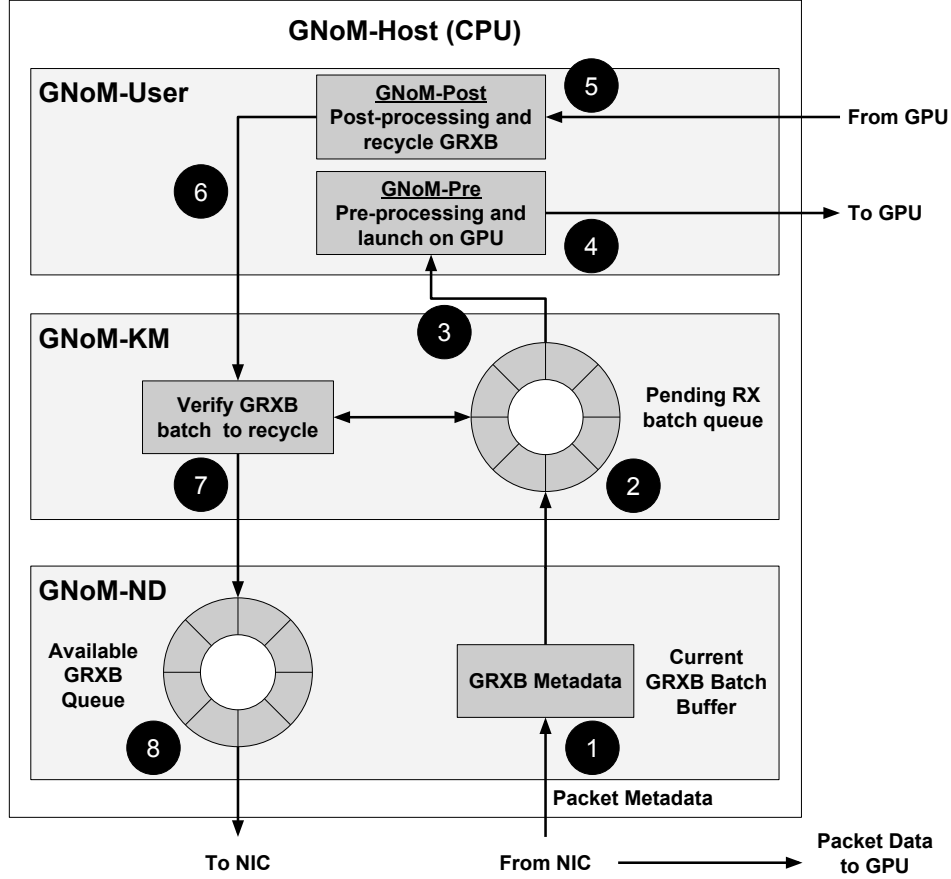 GNoM-Host (CPU)
GNoM-User
GNoM-Post
Post-processing and
recycle GRXB
5
From GPU
6
GNoM-Pre
Pre-processing and
launch on GPU
To GPU
4
3
GNoM-KM
Verify GRXB
batch to recycle
Pending RX
batch queue
7
2
GNoM-ND
Available
GRXB
Queue
GRXB Metadata
Current
GRXB Batch
Buffer
8
1
Packet Metadata
To NIC
From NIC
Packet Data
to GPU